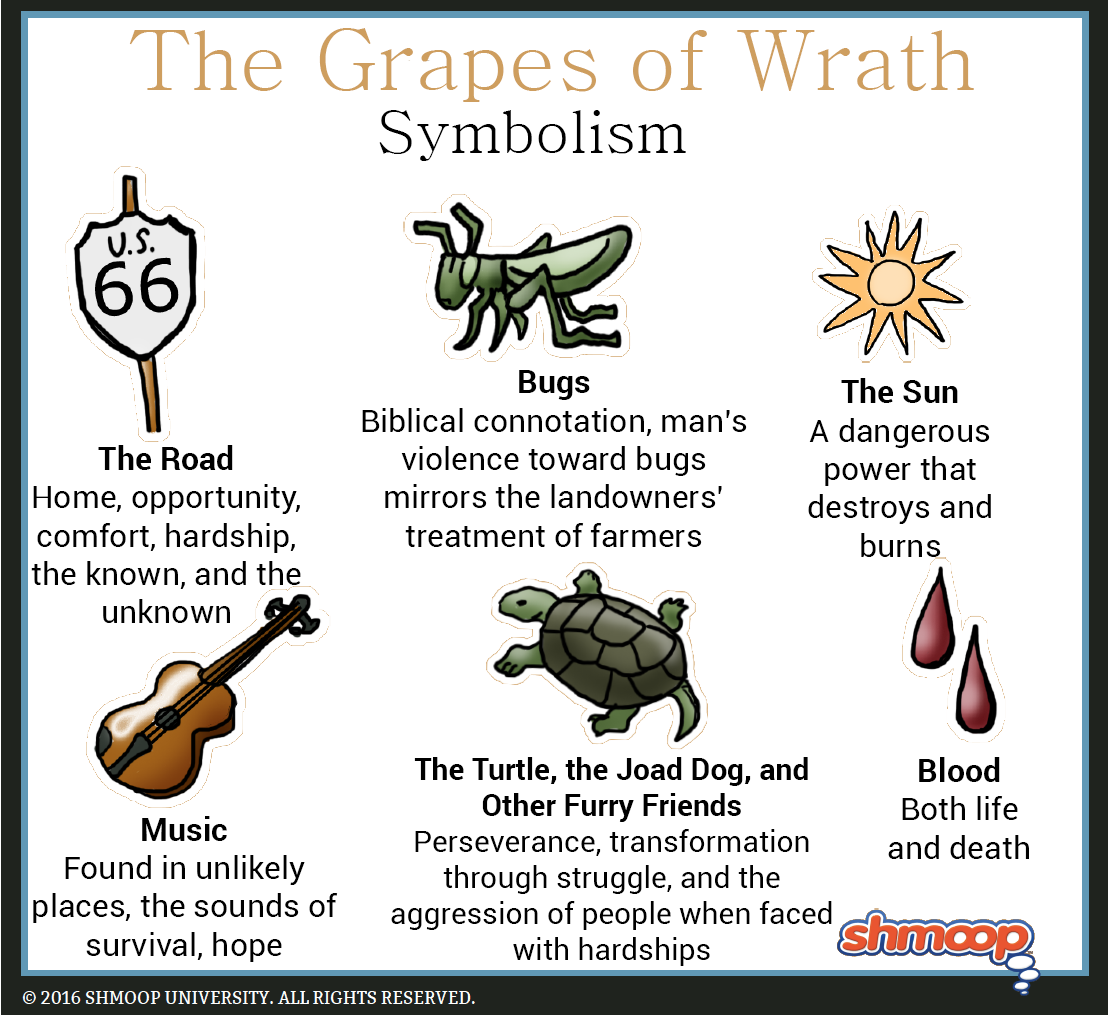 The Grapes of Wrath
Symbolism
U.S.
66
The Road
Home, opportunity,
comfort, hardship,
the known, and the
unknown
Bugs
Biblical connotation, man's
violence toward bugs
mirrors the landowners'
treatment of farmers
The Sun
A dangerous
power that
destroys and
burns
Music
Found in unlikely
places, the sounds of
survival, hope
The Turtle, the Joad Dog, and
Other Furry Friends
Perseverance, transformation
through struggle, and the
aggression of people when faced
with hardships
Blood
Both life
and death
shmoop
© 2016 SHMOOP UNIVERSITY. ALL RIGHTS RESERVED.